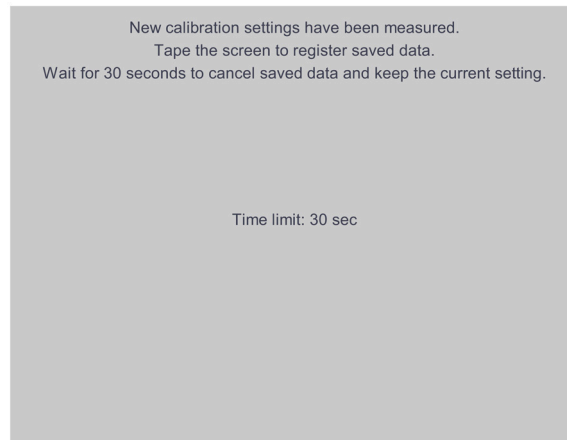 New calibration settings have been measured.
Tape the screen to register saved data.
Wait for 30 seconds to cancel saved data and keep the current setting.
Time limit: 30 sec